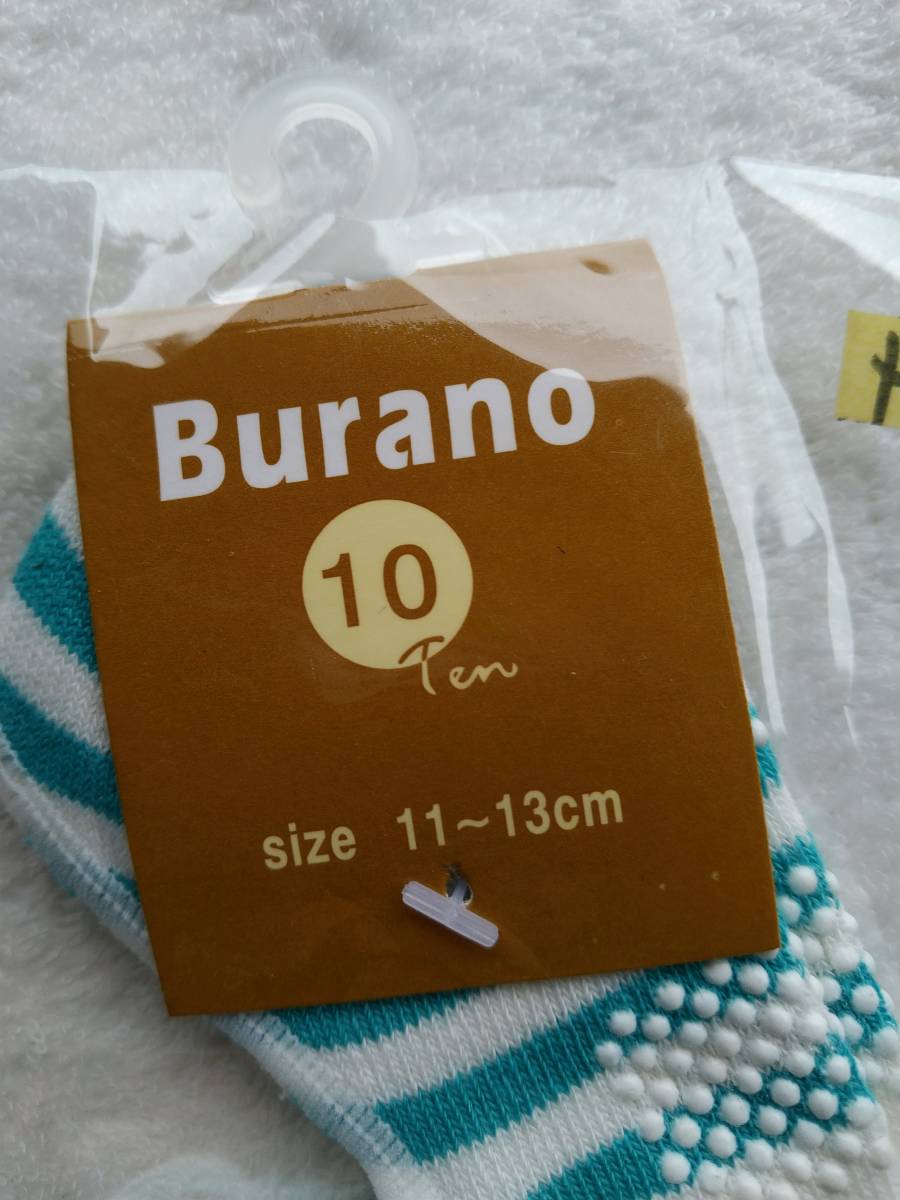 Burano
10
Ten
size 11~13cm